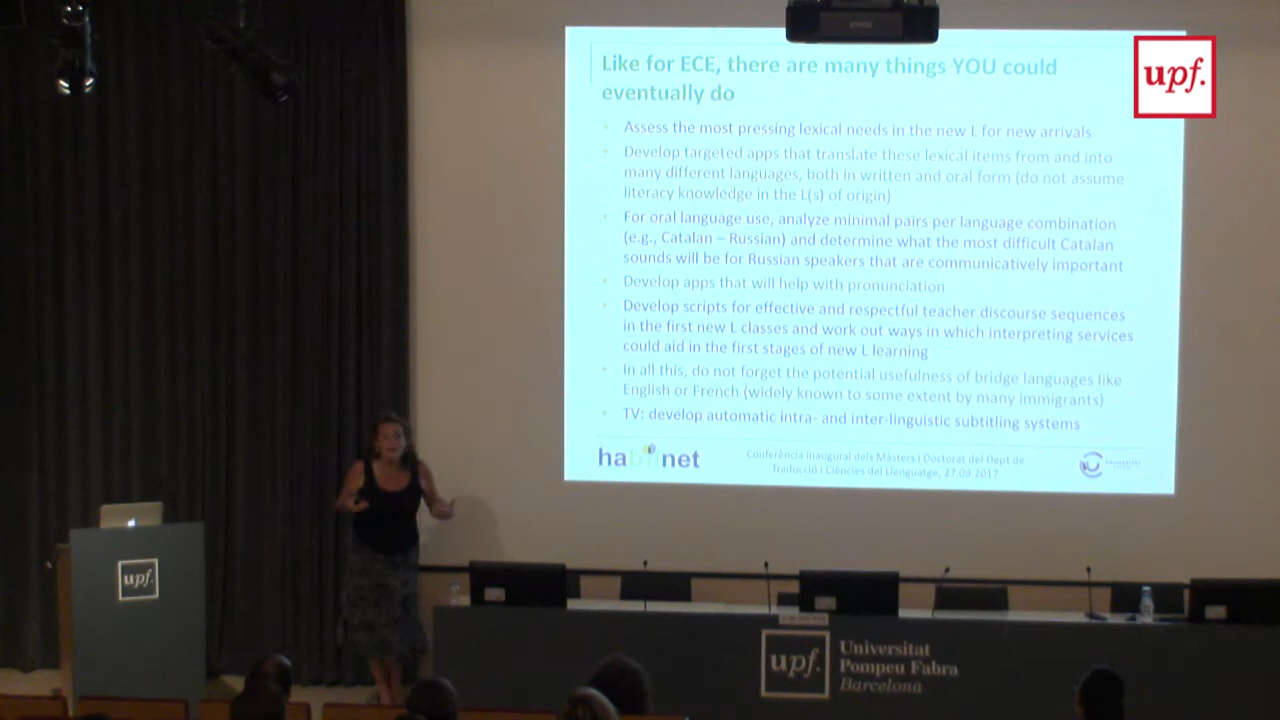 Like for ECE, there are many things YOU could
eventually do
Assess the most pressing lexical needs in the new L for new arrivals
Develop targeted apps that translate these lexical items from and into
many different languages, both in written and oral form (do not assume
literacy knowledge in the L(s) of origin)
For oral language use, analyze minimal pairs per language combination
(e.g., Catalan – Russian) and determine what the most difficult Catalan
sounds will be for Russian speakers that are communicatively important
Develop apps that will help with pronunciation
Develop scripts for effective and respectful teacher discourse sequences
in the first new L classes and work out ways in which interpreting services
could aid in the first stages of new L learning
In all this, do not forget the potential usefulness of bridge languages like
English or French (widely known to some extent by many immigrants)
TV: develop automatic intra- and inter-linguistic subtitling systems
habilnet
Conferència inaugural dels Màsters i Doctorat del Dept de
Traducció i Ciències del Llenguatge, 27.09.2017
upf.
upf.
upf.
Universitat
Pompeu Fabra
Barcelona